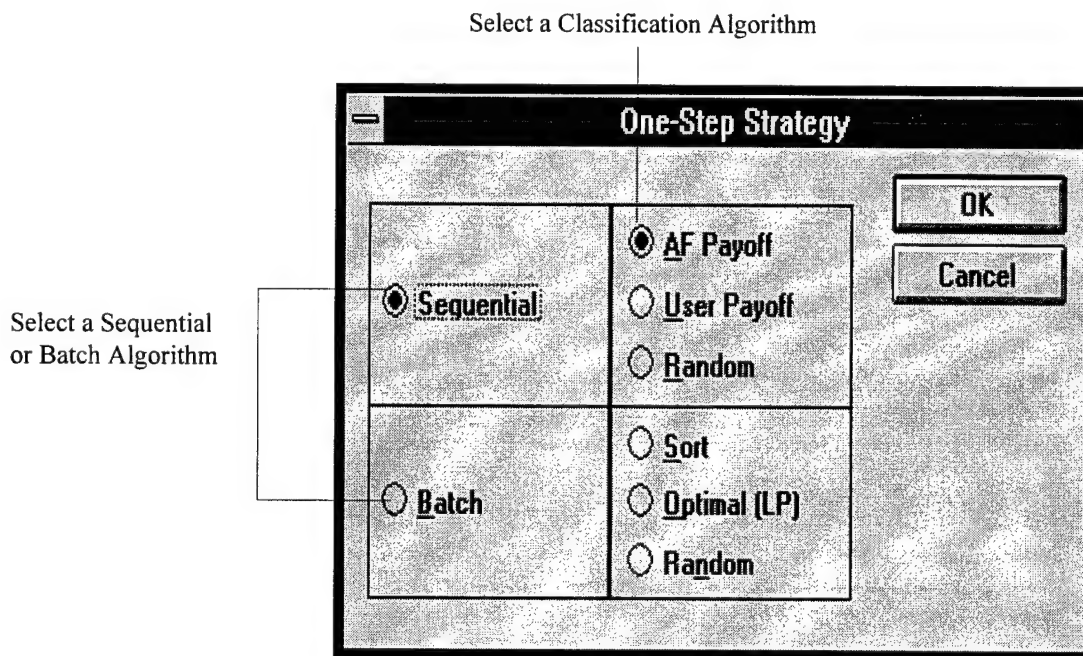 Select a Classification Algorithm
One-Step Strategy
OK
Cancel
AF Payoff
Sequential
User Payoff
Random
Select a Sequential
or Batch Algorithm
Sort
Batch
Optimal (LP)
Random